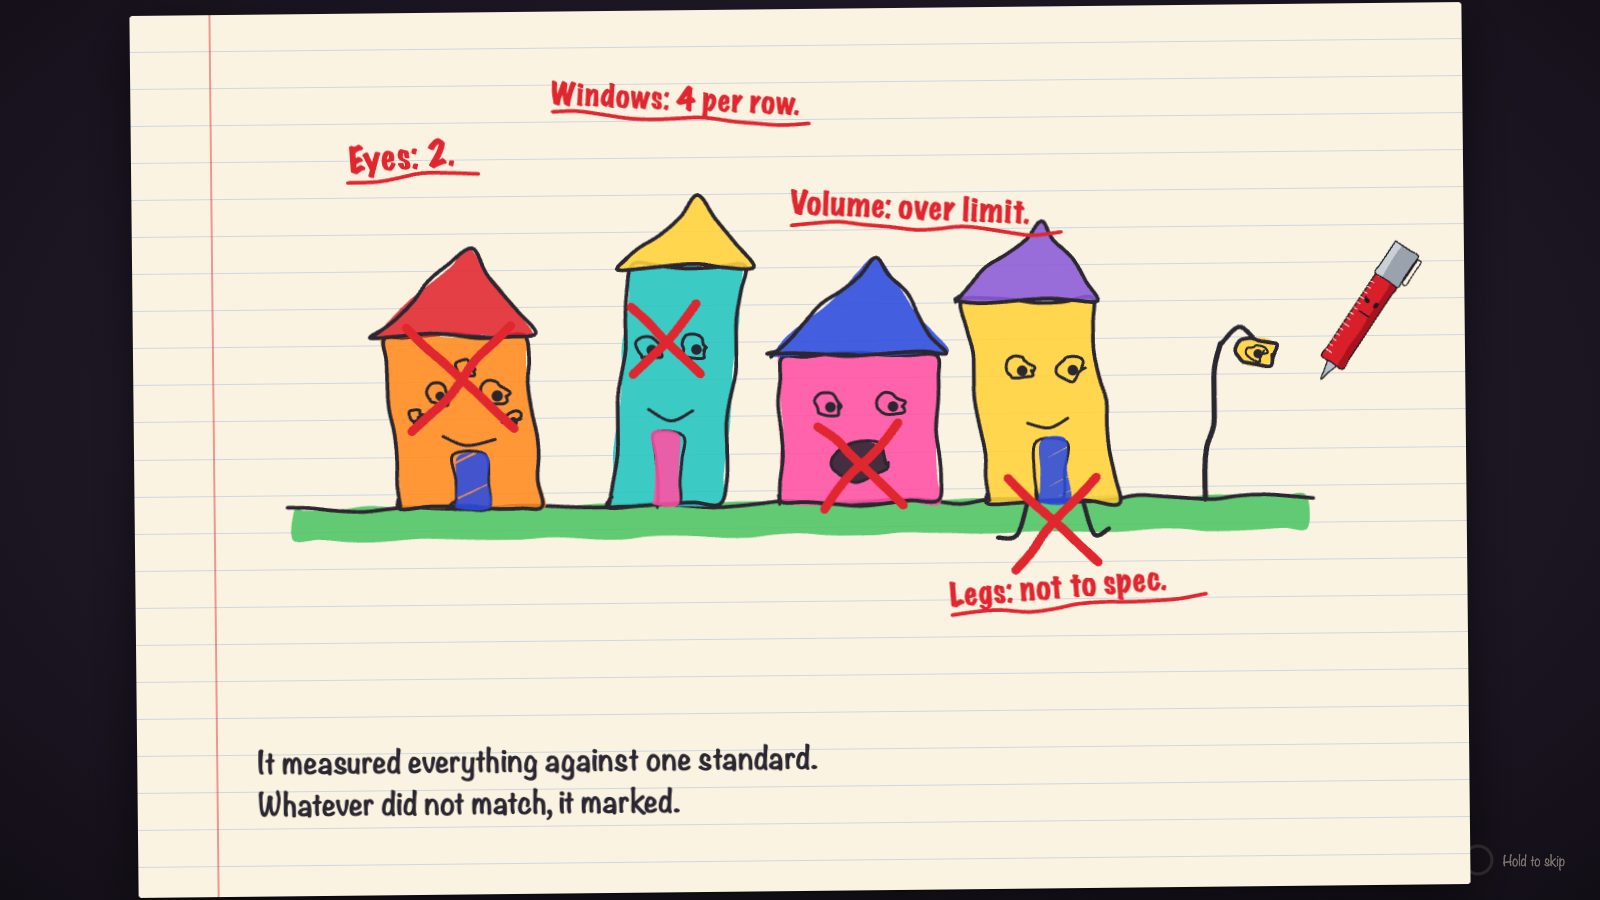 Windows: 4 per row.
Eyes: 2.
Volume: over limit.
Legs: not to spec.
It measured everything against one standard.
Whatever did not match, it marked.
Hold to skip